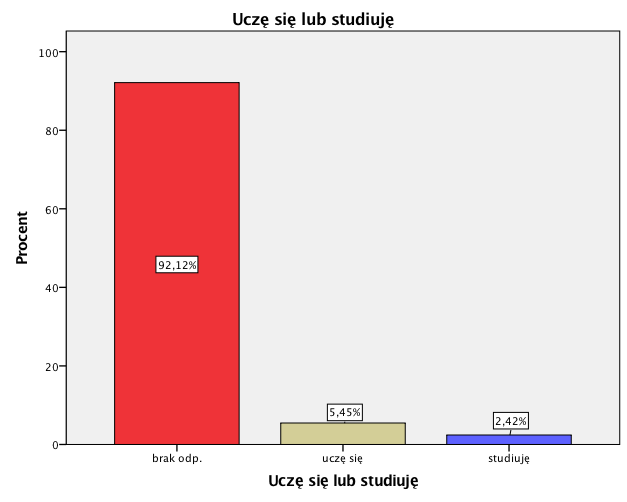 Uczę się lub studiuję
100
80
60
40
20
0
Procent
92,12%
5,45%
2,42%
brak odp.
uczę się
studiuję
Uczę się lub studiuję